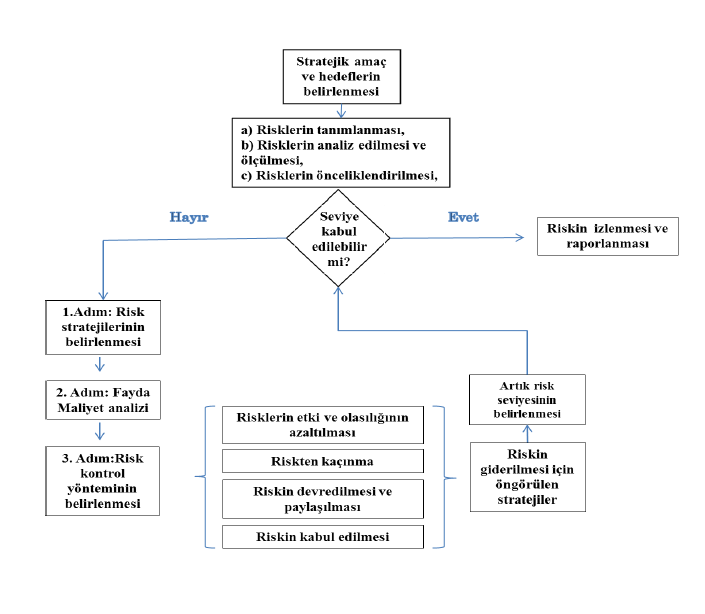 Stratejik amaç
ve hedeflerin
belirlenmesi
a) Risklerin tanımlanması,
b) Risklerin analiz edilmesi ve
ölçülmesi,
c) Risklerin önceliklendirilmesi,
Hayır
Seviye
kabul
edilebilir
mi?
Evet
Riskin izlenmesi ve
raporlanması
1.Adım: Risk
stratejilerinin
belirlenmesi
2. Adım: Fayda
Maliyet analizi
3. Adım:Risk
kontrol
yönteminin
belirlenmesi
Risklerin etki ve olasılığının
azaltılması
Riskten kaçınma
Riskin devredilmesi ve
paylaşılması
Riskin kabul edilmesi
Artık risk
seviyesinin
belirlenmesi
Riskin
giderilmesi için
öngörülen
stratejiler